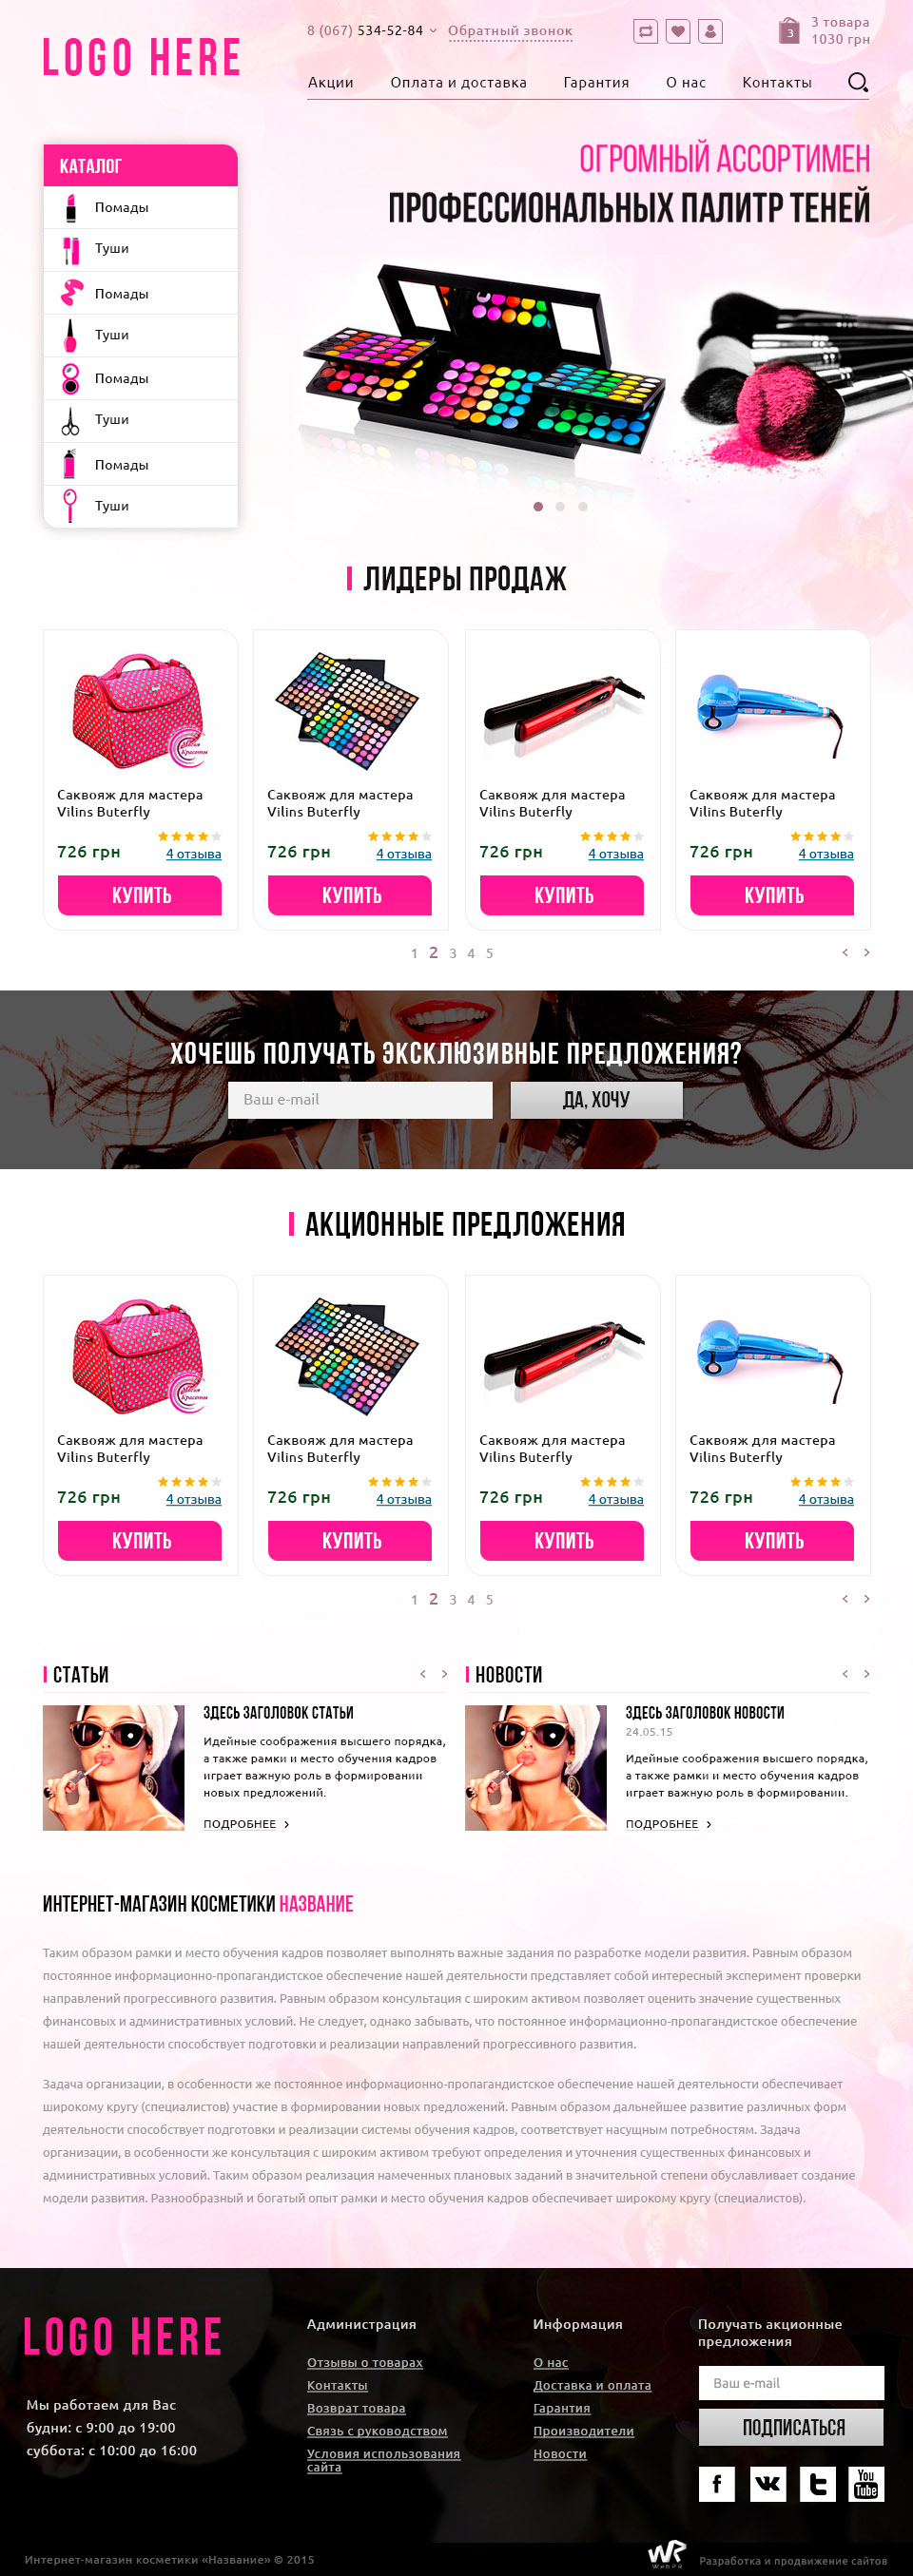 LOGO HERE
8 (067) 534-52-84 Обратный звонок
3
3 товара
1030 грн
Акции Оплата и доставка Гарантия О нас Контакты
КАТАЛОГ
Помады
Туши
Помады
Туши
Помады
Туши
Помады
Туши
ОГРОМНЫЙ АССОРТИМЕН
ПРОФЕССИОНАЛЬНЫХ ПАЛИТР ТЕНЕЙ
ЛИДЕРЫ ПРОДАЖ
Магия Красоты
Саквояж для мастера
Vilins Buterfly
726 грн
4 отзыва
КУПИТЬ
Саквояж для мастера
Vilins Buterfly
726 грн
4 отзыва
КУПИТЬ
Саквояж для мастера
Vilins Buterfly
726 грн
4 отзыва
КУПИТЬ
Саквояж для мастера
Vilins Buterfly
726 грн
4 отзыва
КУПИТЬ
1 2 3 4 5
ХОЧЕШЬ ПОЛУЧАТЬ ЭКСКЛЮЗИВНЫЕ ПРЕДЛОЖЕНИЯ?
Ваш e-mail
ДА, ХОЧУ
АКЦИОННЫЕ ПРЕДЛОЖЕНИЯ
Магия Красоты
Саквояж для мастера
Vilins Buterfly
726 грн
4 отзыва
КУПИТЬ
Саквояж для мастера
Vilins Buterfly
726 грн
4 отзыва
КУПИТЬ
Саквояж для мастера
Vilins Buterfly
726 грн
4 отзыва
КУПИТЬ
Саквояж для мастера
Vilins Buterfly
726 грн
4 отзыва
КУПИТЬ
1 2 3 4 5
СТАТЬИ
ЗДЕСЬ ЗАГОЛОВОК СТАТЬИ
Идейные соображения высшего порядка,
а также рамки и место обучения кадров
играет важную роль в формировании
новых предложений.
ПОДРОБНЕЕ
НОВОСТИ
ЗДЕСЬ ЗАГОЛОВОК НОВОСТИ
24.05.15
Идейные соображения высшего порядка,
а также рамки и место обучения кадров
играет важную роль в формировании.
ПОДРОБНЕЕ
ИНТЕРНЕТ-МАГАЗИН КОСМЕТИКИ НАЗВАНИЕ
Таким образом рамки и место обучения кадров позволяет выполнять важные задания по разработке модели развития. Равным образом
постоянное информационно-пропагандистское обеспечение нашей деятельности представляет собой интересный эксперимент проверки
направлений прогрессивного развития. Равным образом консультация с широким активом позволяет оценить значение существенных
финансовых и административных условий. Не следует, однако забывать, что постоянное информационно-пропагандистское обеспечение
нашей деятельности способствует подготовки и реализации направлений прогрессивного развития.
Задача организации, в особенности же постоянное информационно-пропагандистское обеспечение нашей деятельности обеспечивает
широкому кругу (специалистов) участие в формировании новых предложений. Равным образом дальнейшее развитие различных форм
деятельности способствует подготовки и реализации системы обучения кадров, соответствует насущным потребностям. Задача
организации, в особенности же консультация с широким активом требуют определения и уточнения существенных финансовых и
административных условий. Таким образом реализация намеченных плановых заданий в значительной степени обуславливает создание
модели развития. Разнообразный и богатый опыт рамки и место обучения кадров обеспечивает широкому кругу (специалистов).
LOGO HERE
Мы работаем для Вас
будни: с 9:00 до 19:00
суббота: с 10:00 до 16:00
Администрация
Отзывы о товарах
Контакты
Возврат товара
Связь с руководством
Условия использования
сайта
Информация
О нас
Доставка и оплата
Гарантия
Производители
Новости
Получать акционные
предложения
Ваш e-mail
ПОДПИСАТЬСЯ
You
Tube
Интернет-магазин косметики «Название» © 2015
Разработка и продвижение сайтов